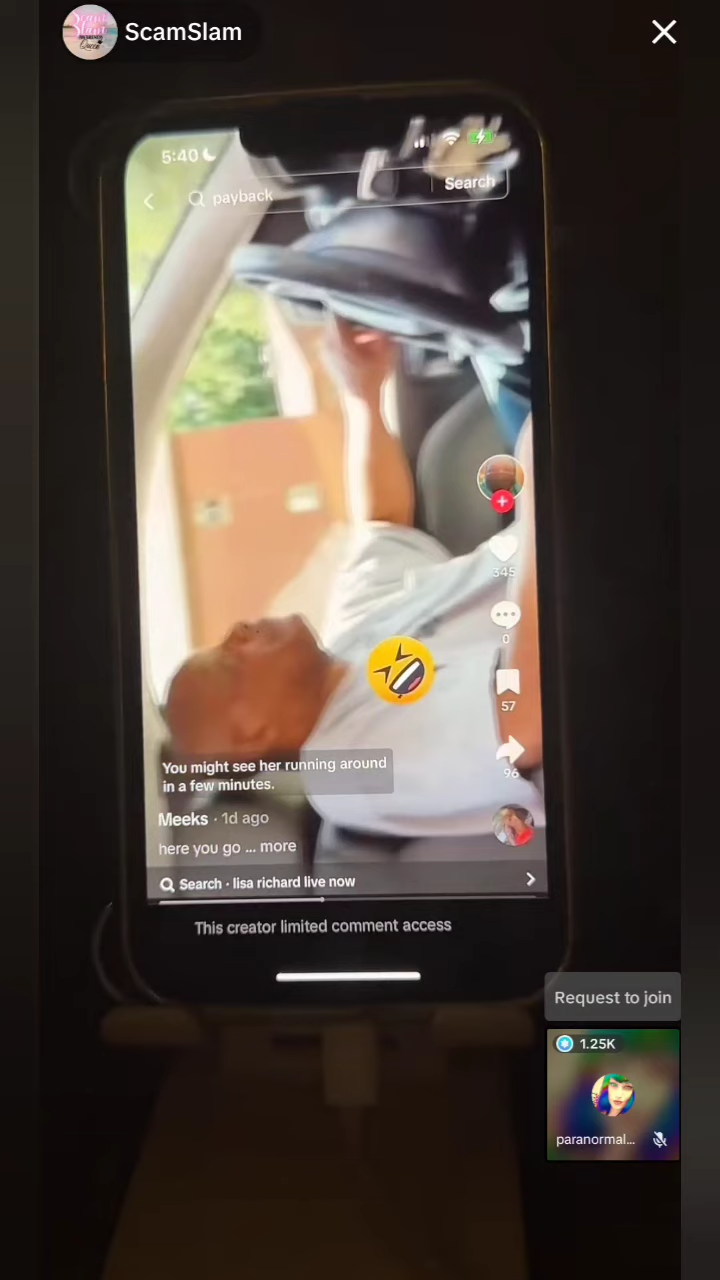 ScamSlam
5:40
payback
Search
345
0
57
96
You might see her running around
in a few minutes.
Meeks · 1d ago
here you go ... more
Search · lisa richard live now
This creator limited comment access
Request to join
1.25K
paranormal...